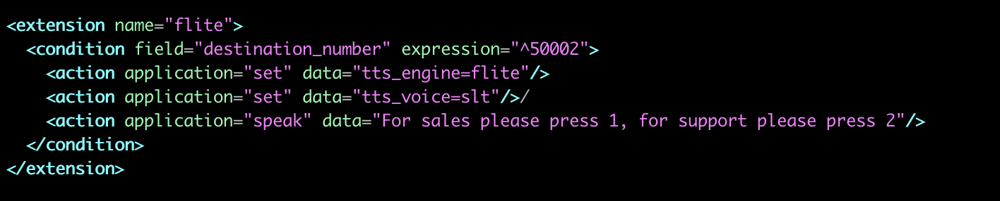 <extension name="flite">
  <condition field="destination_number" expression="^50002">
    <action application="set" data="tts_engine=flite"/>
    <action application="set" data="tts_voice=slt"/>/
    <action application="speak" data="For sales please press 1, for support please press 2"/>
  </condition>
</extension>